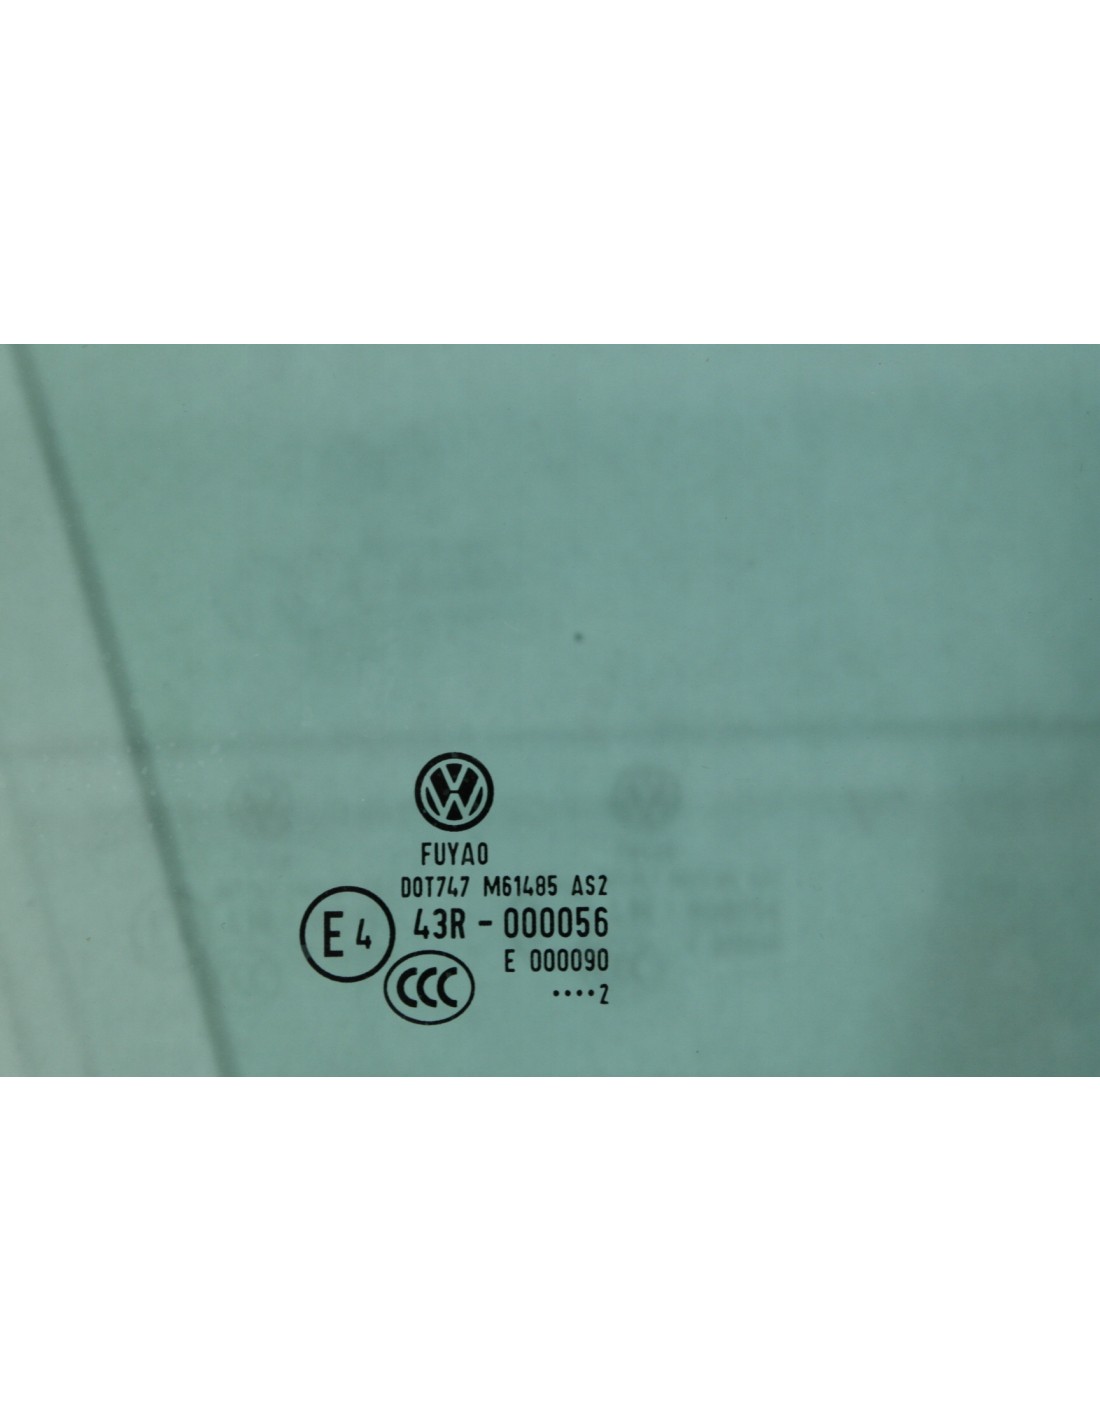 FUYAO
DOT747 M61485 AS2
E4
43R - 000056
E 000090
CCC
····2